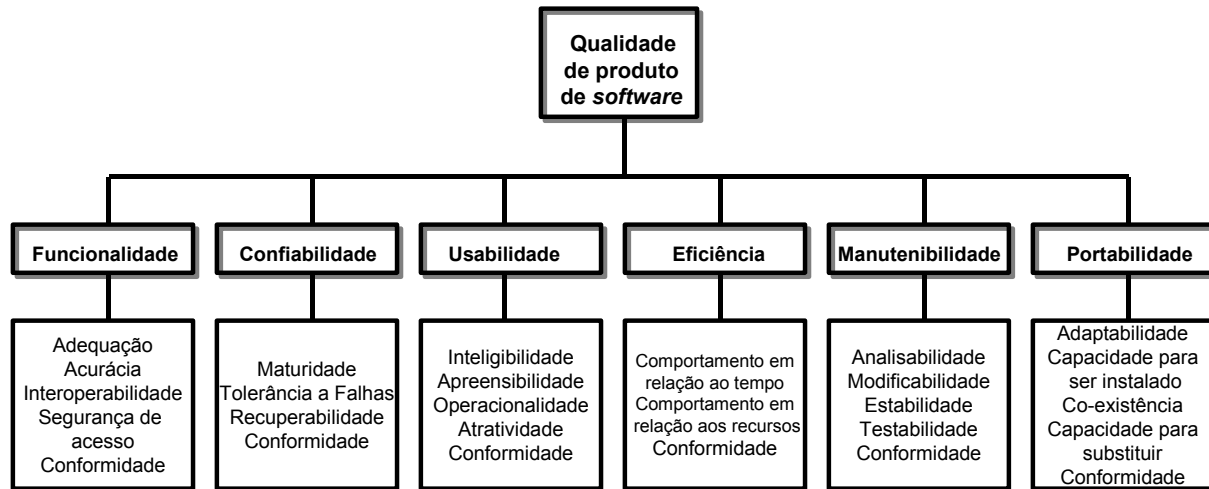 Qualidade
de produto
de software
Funcionalidade
Confiabilidade
Usabilidade
Eficiência
Manutenibilidade
Portabilidade
Adequação
Acurácia
Interoperabilidade
Segurança de
acesso
Conformidade
Maturidade
Tolerância a Falhas
Recuperabilidade
Conformidade
Inteligibilidade
Apreensibilidade
Operacionalidade
Atratividade
Conformidade
Comportamento em
relação ao tempo
Comportamento em
relação aos recursos
Conformidade
Analisabilidade
Modificabilidade
Estabilidade
Testabilidade
Conformidade
Adaptabilidade
Capacidade para
ser instalado
Co-existência
Capacidade para
substituir
Conformidade